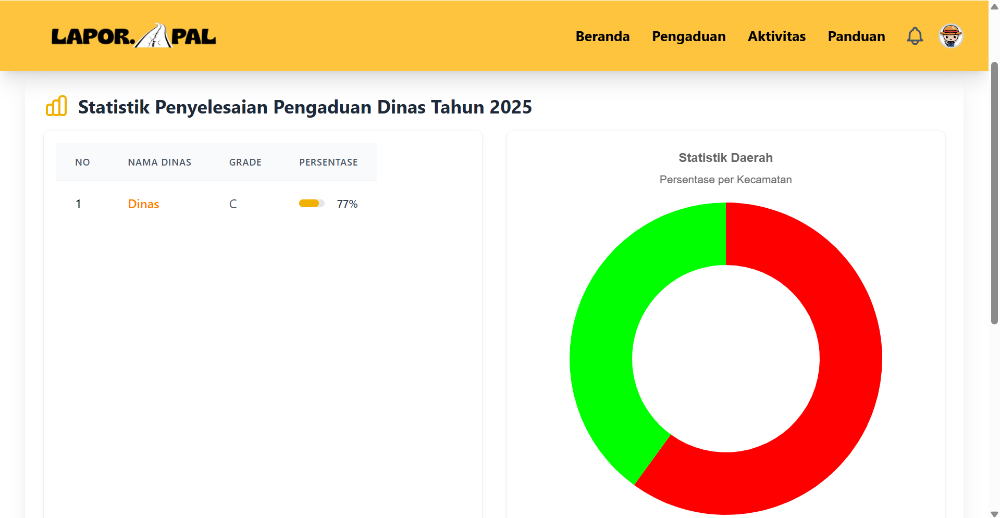 LAPOR. PAL
Beranda Pengaduan Aktivitas Panduan
Statistik Penyelesaian Pengaduan Dinas Tahun 2025
NO NAMA DINAS GRADE PERSENTASE
1 Dinas C 77%
Statistik Daerah
Persentase per Kecamatan